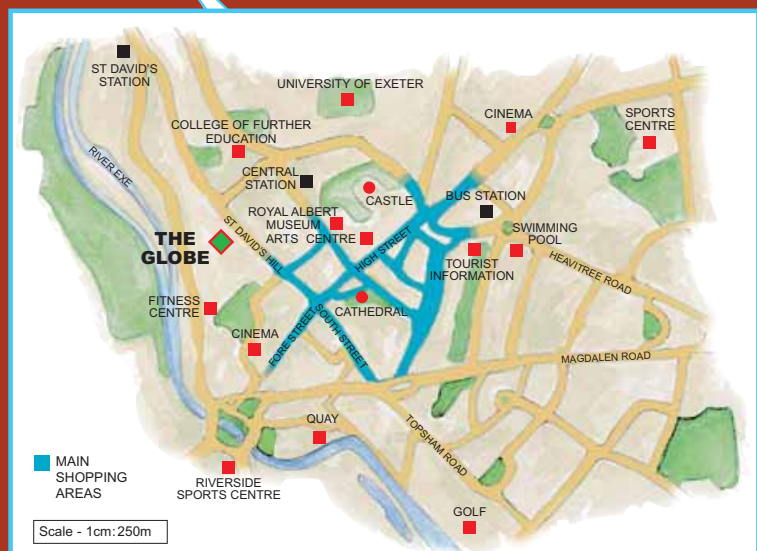 ST DAVID'S
STATION
UNIVERSITY OF EXETER
CINEMA
SPORTS
CENTRE
COLLEGE OF FURTHER
EDUCATION
RIVER EXE
CENTRAL
STATION
CASTLE
BUS STATION
ROYAL ALBERT
MUSEUM
ARTS CENTRE
ST DAVID'S HILL
HIGH STREET
THE
GLOBE
SWIMMING
POOL
TOURIST
INFORMATION
HEAVITREE ROAD
FITNESS
CENTRE
CATHEDRAL
CINEMA
FORE STREET
SOUTH STREET
MAGDALEN ROAD
QUAY
TOPSHAM ROAD
MAIN
SHOPPING
AREAS
RIVERSIDE
SPORTS CENTRE
GOLF
Scale - 1cm:250m